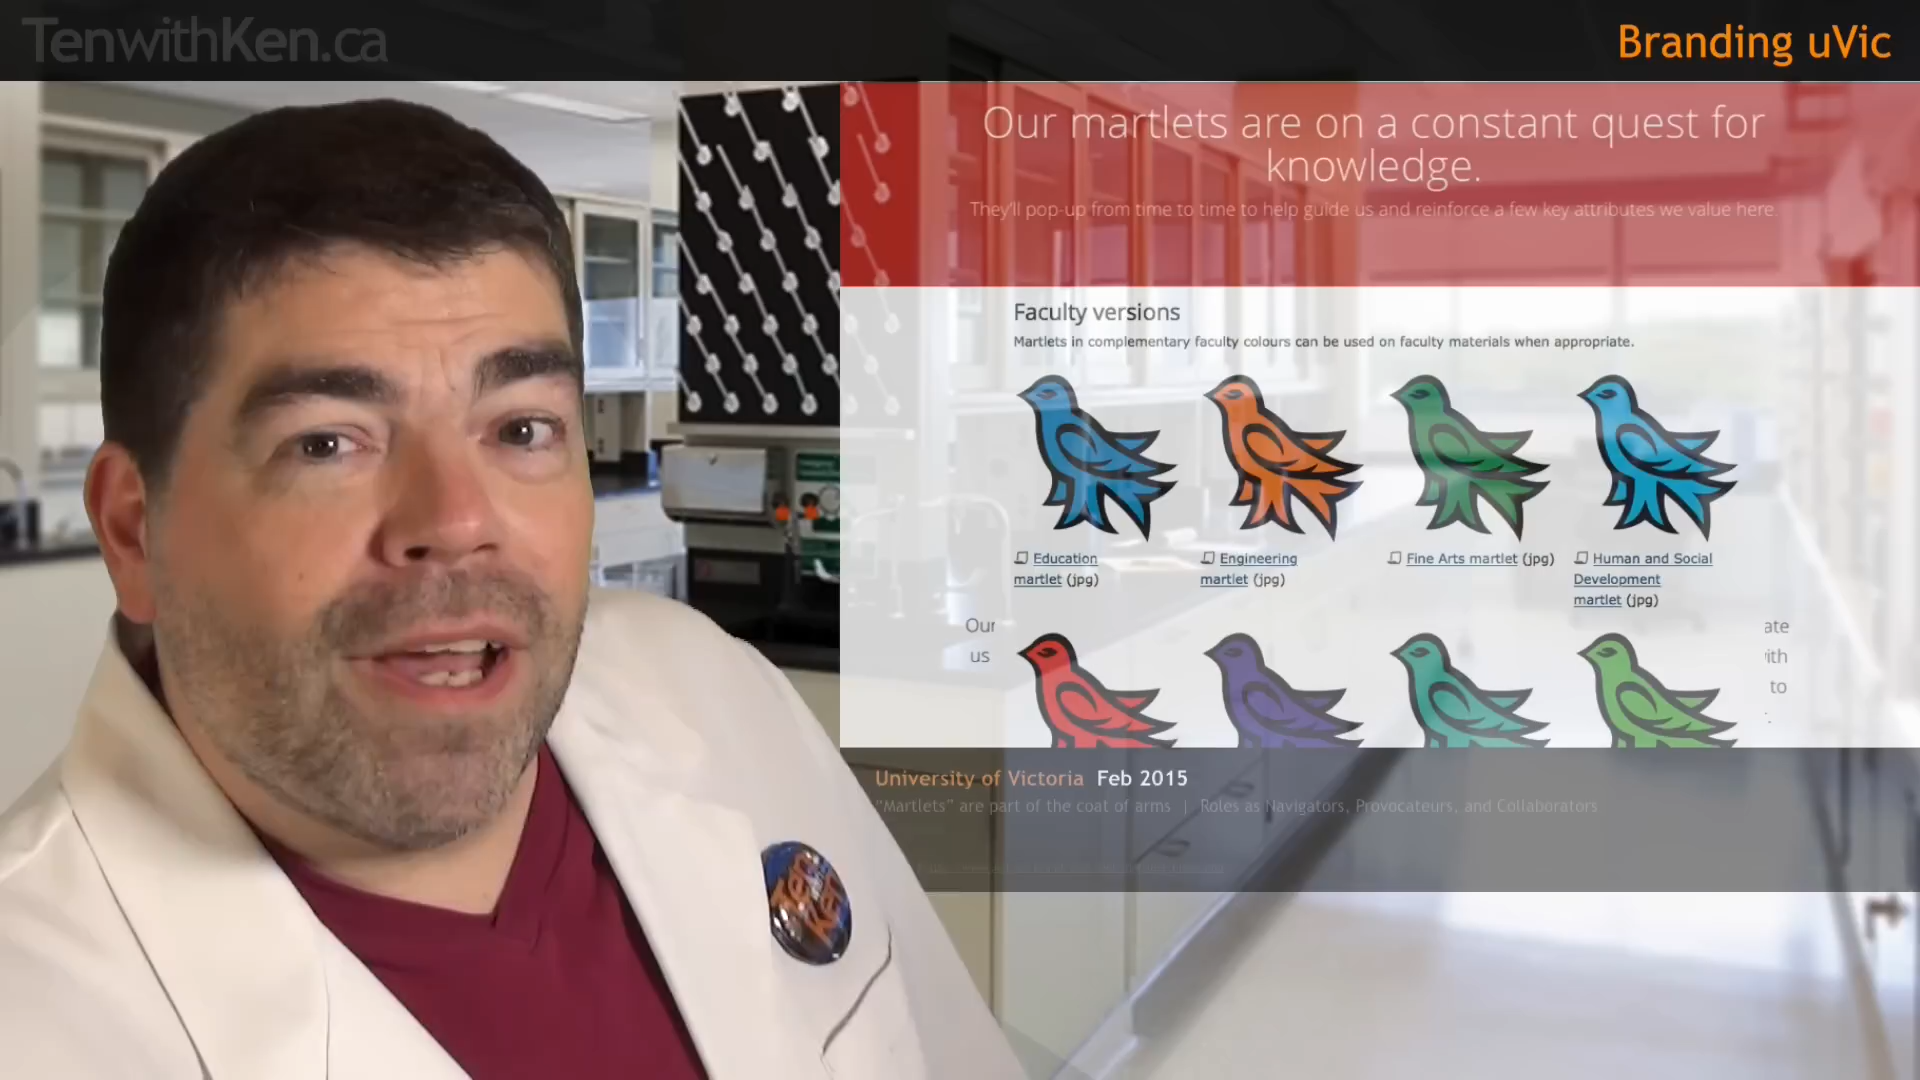 TenwithKen.ca
Branding uVic
Our martlets are on a constant quest for
knowledge.
They'll pop-up from time to time to help guide us and reinforce a few key attributes we value here.
Faculty versions
Martlets in complementary faculty colours can be used on faculty materials when appropriate.
Education
martlet (jpg)
Engineering
martlet (jpg)
Fine Arts martlet (jpg)
Human and Social
Development
martlet (jpg)
Our
ate
us
ith
to
University of Victoria Feb 2015
"Martlets" are part of the coat of arms | Roles as Navigators, Provocateurs, and Collaborators
Ten
with
Ken